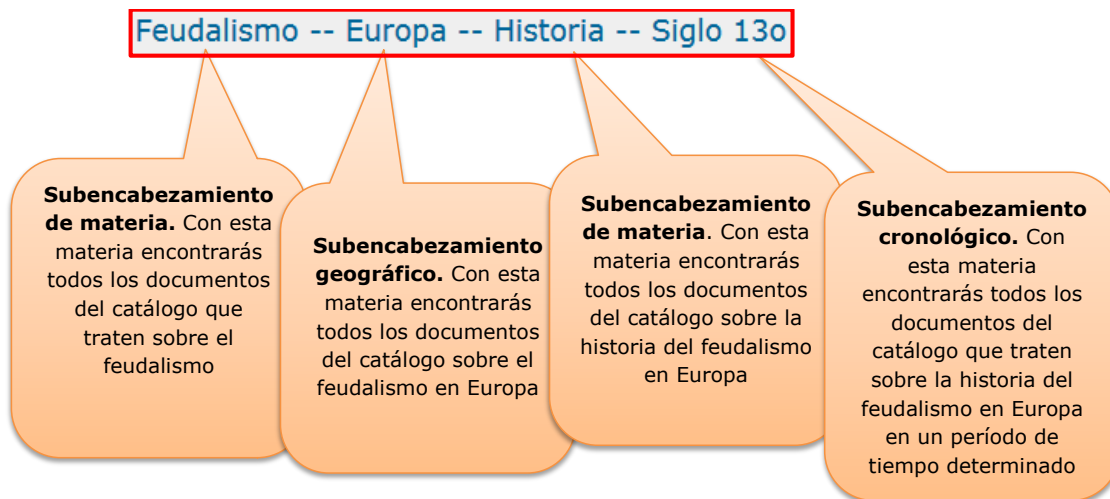 Feudalismo -- Europa -- Historia -- Siglo 13o
Subencabezamiento
de materia. Con esta
materia encontrarás
todos los documentos
del catálogo que
traten sobre el
feudalismo
Subencabezamiento
geográfico. Con esta
materia encontrarás
todos los documentos
del catálogo sobre el
feudalismo en Europa
Subencabezamiento
de materia. Con esta
materia encontrarás
todos los documentos
del catálogo sobre la
historia del feudalismo
en Europa
Subencabezamiento
cronológico. Con
esta materia
encontrarás todos los
documentos del
catálogo que traten
sobre la historia del
feudalismo en Europa
en un período de
tiempo determinado